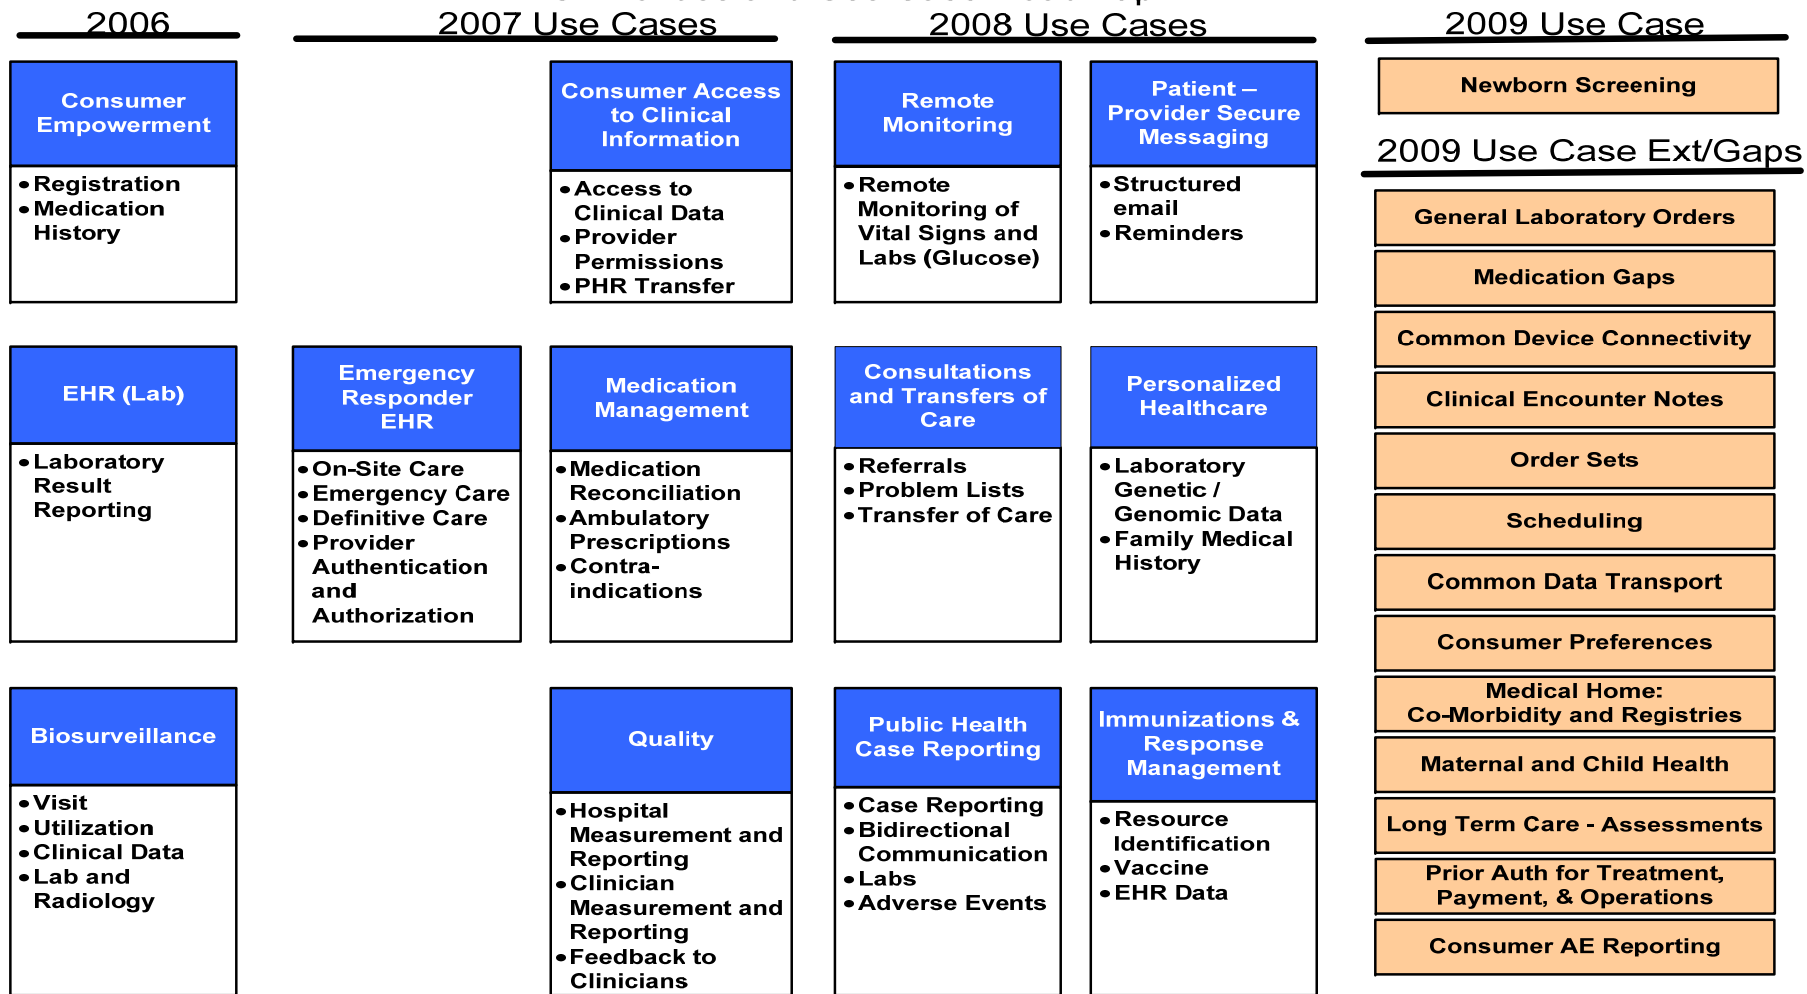 2006
Consumer
Empowerment
• Registration
• Medication
History
EHR (Lab)
• Laboratory
Result
Reporting
Biosurveillance
• Visit
• Utilization
• Clinical Data
• Lab and
Radiology
2007 Use Cases
Emergency
Responder
EHR
• On-Site Care
• Emergency Care
• Definitive Care
• Provider
Authentication
and
Authorization
Consumer Access
to Clinical
Information
• Access to
Clinical Data
• Provider
Permissions
• PHR Transfer
Medication
Management
• Medication
Reconciliation
• Ambulatory
Prescriptions
• Contra-
indications
Quality
• Hospital
Measurement and
Reporting
• Clinician
Measurement and
Reporting
• Feedback to
Clinicians
2008 Use Cases
Remote
Monitoring
• Remote
Monitoring of
Vital Signs and
Labs (Glucose)
Consultations
and Transfers of
Care
• Referrals
• Problem Lists
• Transfer of Care
Public Health
Case Reporting
• Case Reporting
• Bidirectional
Communication
• Labs
• Adverse Events
Patient –
Provider Secure
Messaging
• Structured
email
• Reminders
Personalized
Healthcare
• Laboratory
Genetic /
Genomic Data
• Family Medical
History
Immunizations &
Response
Management
• Resource
Identification
• Vaccine
• EHR Data
2009 Use Case
Newborn Screening
2009 Use Case Ext/Gaps
General Laboratory Orders
Medication Gaps
Common Device Connectivity
Clinical Encounter Notes
Order Sets
Scheduling
Common Data Transport
Consumer Preferences
Medical Home:
Co-Morbidity and Registries
Maternal and Child Health
Long Term Care - Assessments
Prior Auth for Treatment,
Payment, & Operations
Consumer AE Reporting